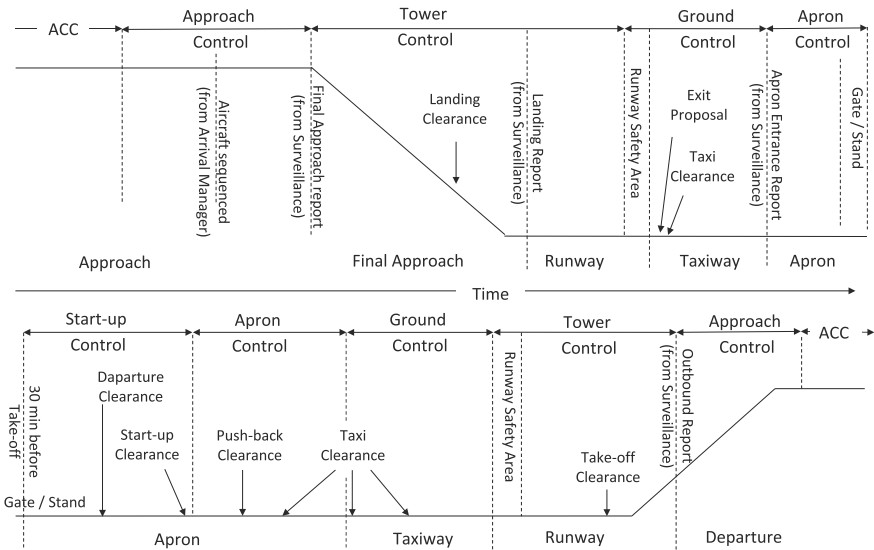 ACC
Approach
Control
Tower
Control
Ground
Control
Apron
Control
Aircraft sequenced
(from Arrival Manager)
Final Approach report
(from Surveillance)
Landing
Clearance
Landing Report
(from Surveillance)
Runway Safety
Area
Exit
Proposal
Taxi
Clearance
Apron Entrance Report
(from Surveillance)
Gate / Stand
Approach
Final Approach
Runway
Taxiway
Apron
Time
Start-up
Control
Apron
Control
Ground
Control
Tower
Control
Approach
Control
ACC
30 min before
Take-off
Daparture
Clearance
Start-up
Clearance
Push-back
Clearance
Taxi
Clearance
Runway Safety
Area
Take-off
Clearance
Outbound Report
(from Surveillance)
Gate / Stand
Apron
Taxiway
Runway
Departure